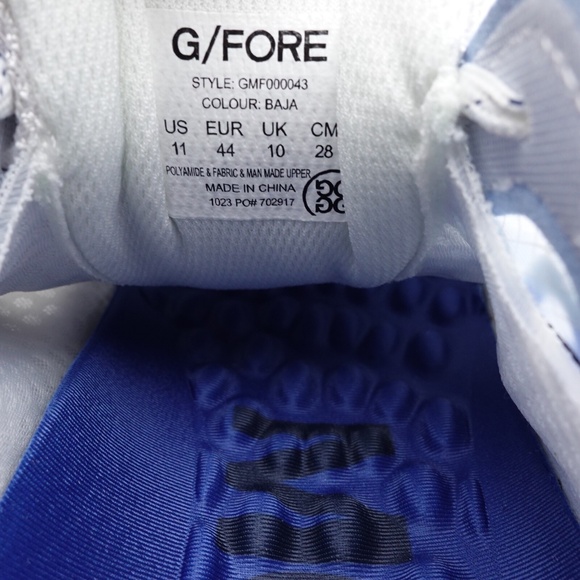 G/FORE
STYLE: GMF000043
COLOUR: BAJA
US EUR UK CM
11 44 10 28
POLYAMIDE & FABRIC & MAN MADE UPPER
MADE IN CHINA
1023 PO# 702917